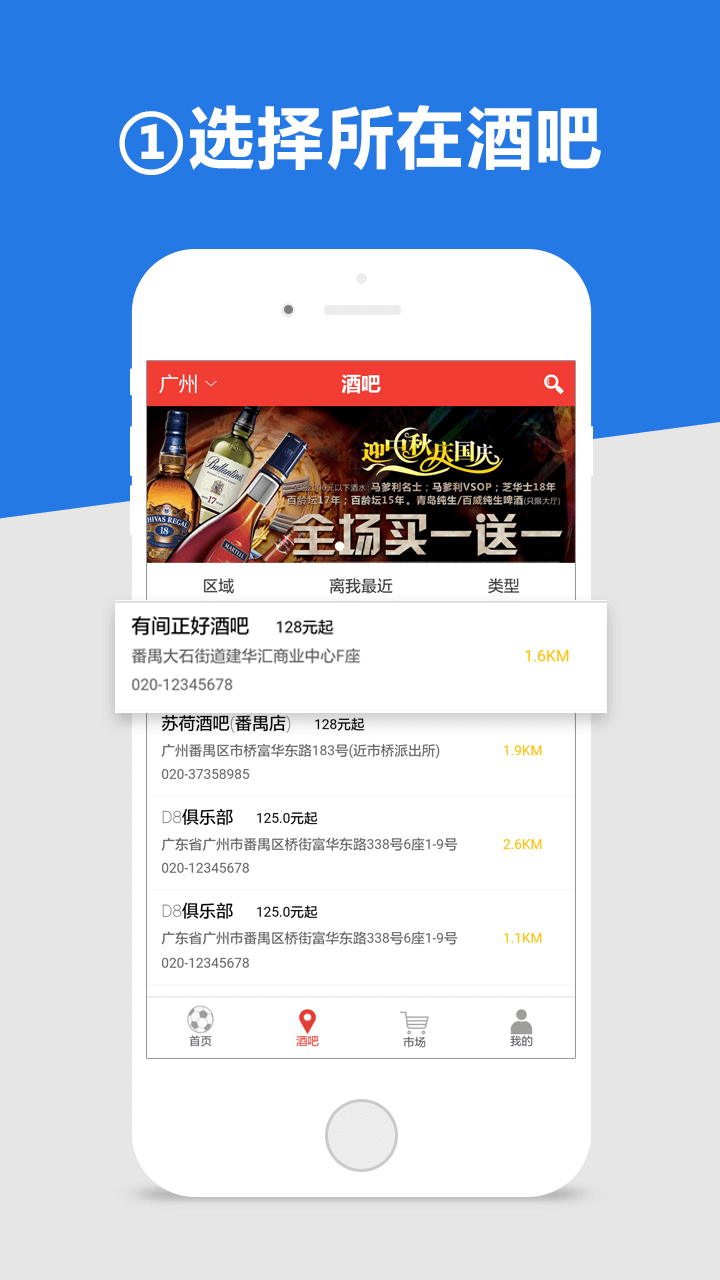 ①选择所在酒吧
广州
酒吧
迎中秋庆国庆
元以下酒水:马爹利名士;马爹利VSOP;芝华士18年
百龄坛17年;百龄坛15年。青岛纯生/百威纯生啤酒(只限大厅)
全场买一送一
Ballantine's
17
CHIVAS REGAL
18
MARTELL
区域 离我最近 类型
有间正好酒吧 128元起
番禺大石街道建华汇商业中心F座 1.6KM
020-12345678
苏荷酒吧(番禺店) 128元起
广州番禺区市桥富华东路183号(近市桥派出所) 1.9KM
020-37358985
D8俱乐部 125.0元起
广东省广州市番禺区桥街富华东路338号6座1-9号 2.6KM
020-12345678
D8俱乐部 125.0元起
广东省广州市番禺区桥街富华东路338号6座1-9号 1.1KM
020-12345678
首页 酒吧 市场 我的